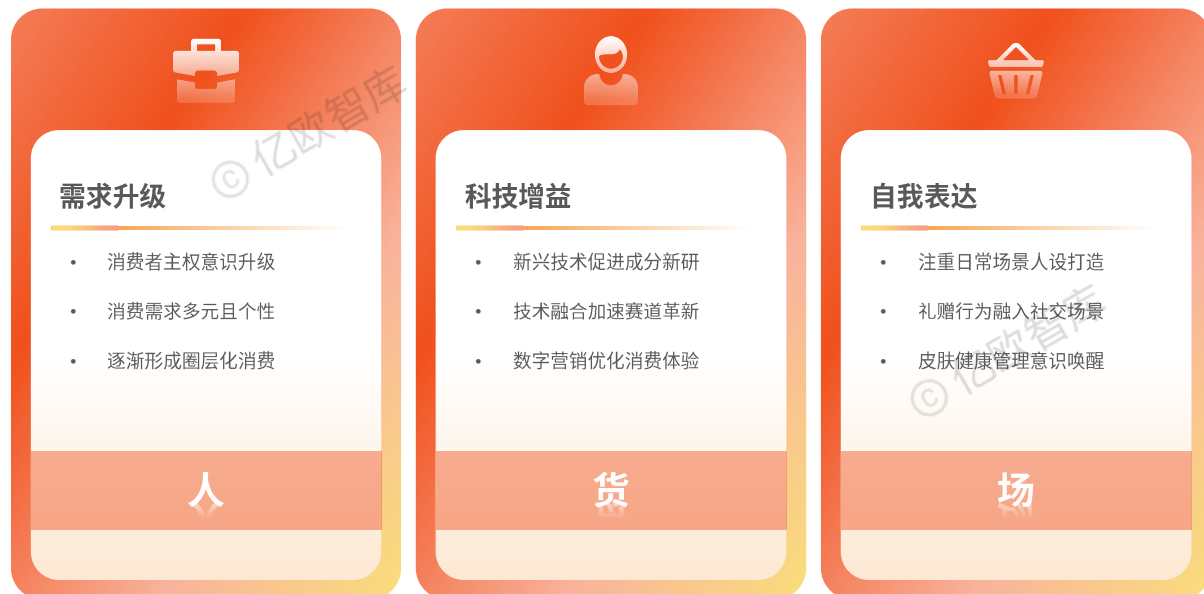 需求升级
• 消费者主权意识升级
• 消费需求多元且个性
• 逐渐形成圈层化消费
人
科技增益
• 新兴技术促进成分新研
• 技术融合加速赛道革新
• 数字营销优化消费体验
货
自我表达
• 注重日常场景人设打造
• 礼赠行为融入社交场景
• 皮肤健康管理意识唤醒
场
© 亿欧智库
© 亿欧智库